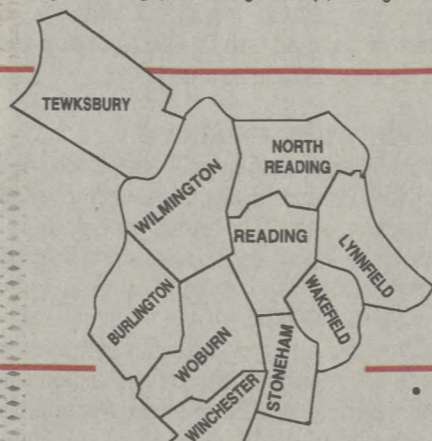 TEWKSBURY
NORTH
READING
WILMINGTON
READING
LYNNFIELD
BURLINGTON
WAKEFIELD
WOBURN
STONEHAM
WINCHESTER